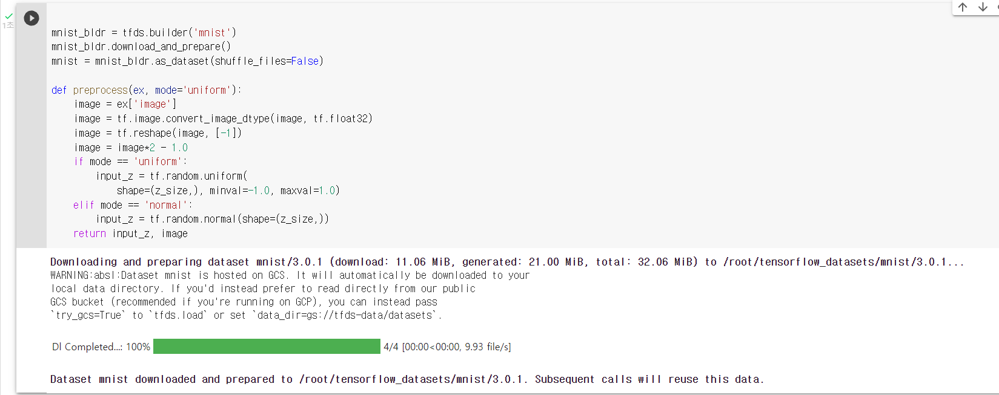 mnist_bldr = tfds.builder('mnist')
1초
mnist_bldr.download_and_prepare()
mnist = mnist_bldr.as_dataset(shuffle_files=False)
def preprocess(ex, mode='uniform'):
    image = ex['image']
    image = tf.image.convert_image_dtype(image, tf.float32)
    image = tf.reshape(image, [-1])
    image = image*2 - 1.0
    if mode == 'uniform':
        input_z = tf.random.uniform(
            shape=(z_size,), minval=-1.0, maxval=1.0)
    elif mode == 'normal':
        input_z = tf.random.normal(shape=(z_size,))
    return input_z, image
Downloading and preparing dataset mnist/3.0.1 (download: 11.06 MiB, generated: 21.00 MiB, total: 32.06 MiB) to /root/tensorflow_datasets/mnist/3.0.1...
WARNING:absl:Dataset mnist is hosted on GCS. It will automatically be downloaded to your
local data directory. If you'd instead prefer to read directly from our public
GCS bucket (recommended if you're running on GCP), you can instead pass
`try_gcs=True` to `tfds.load` or set `data_dir=gs://tfds-data/datasets`.
Dl Completed...: 100% 4/4 [00:00<00:00, 9.93 file/s]
Dataset mnist downloaded and prepared to /root/tensorflow_datasets/mnist/3.0.1. Subsequent calls will reuse this data.